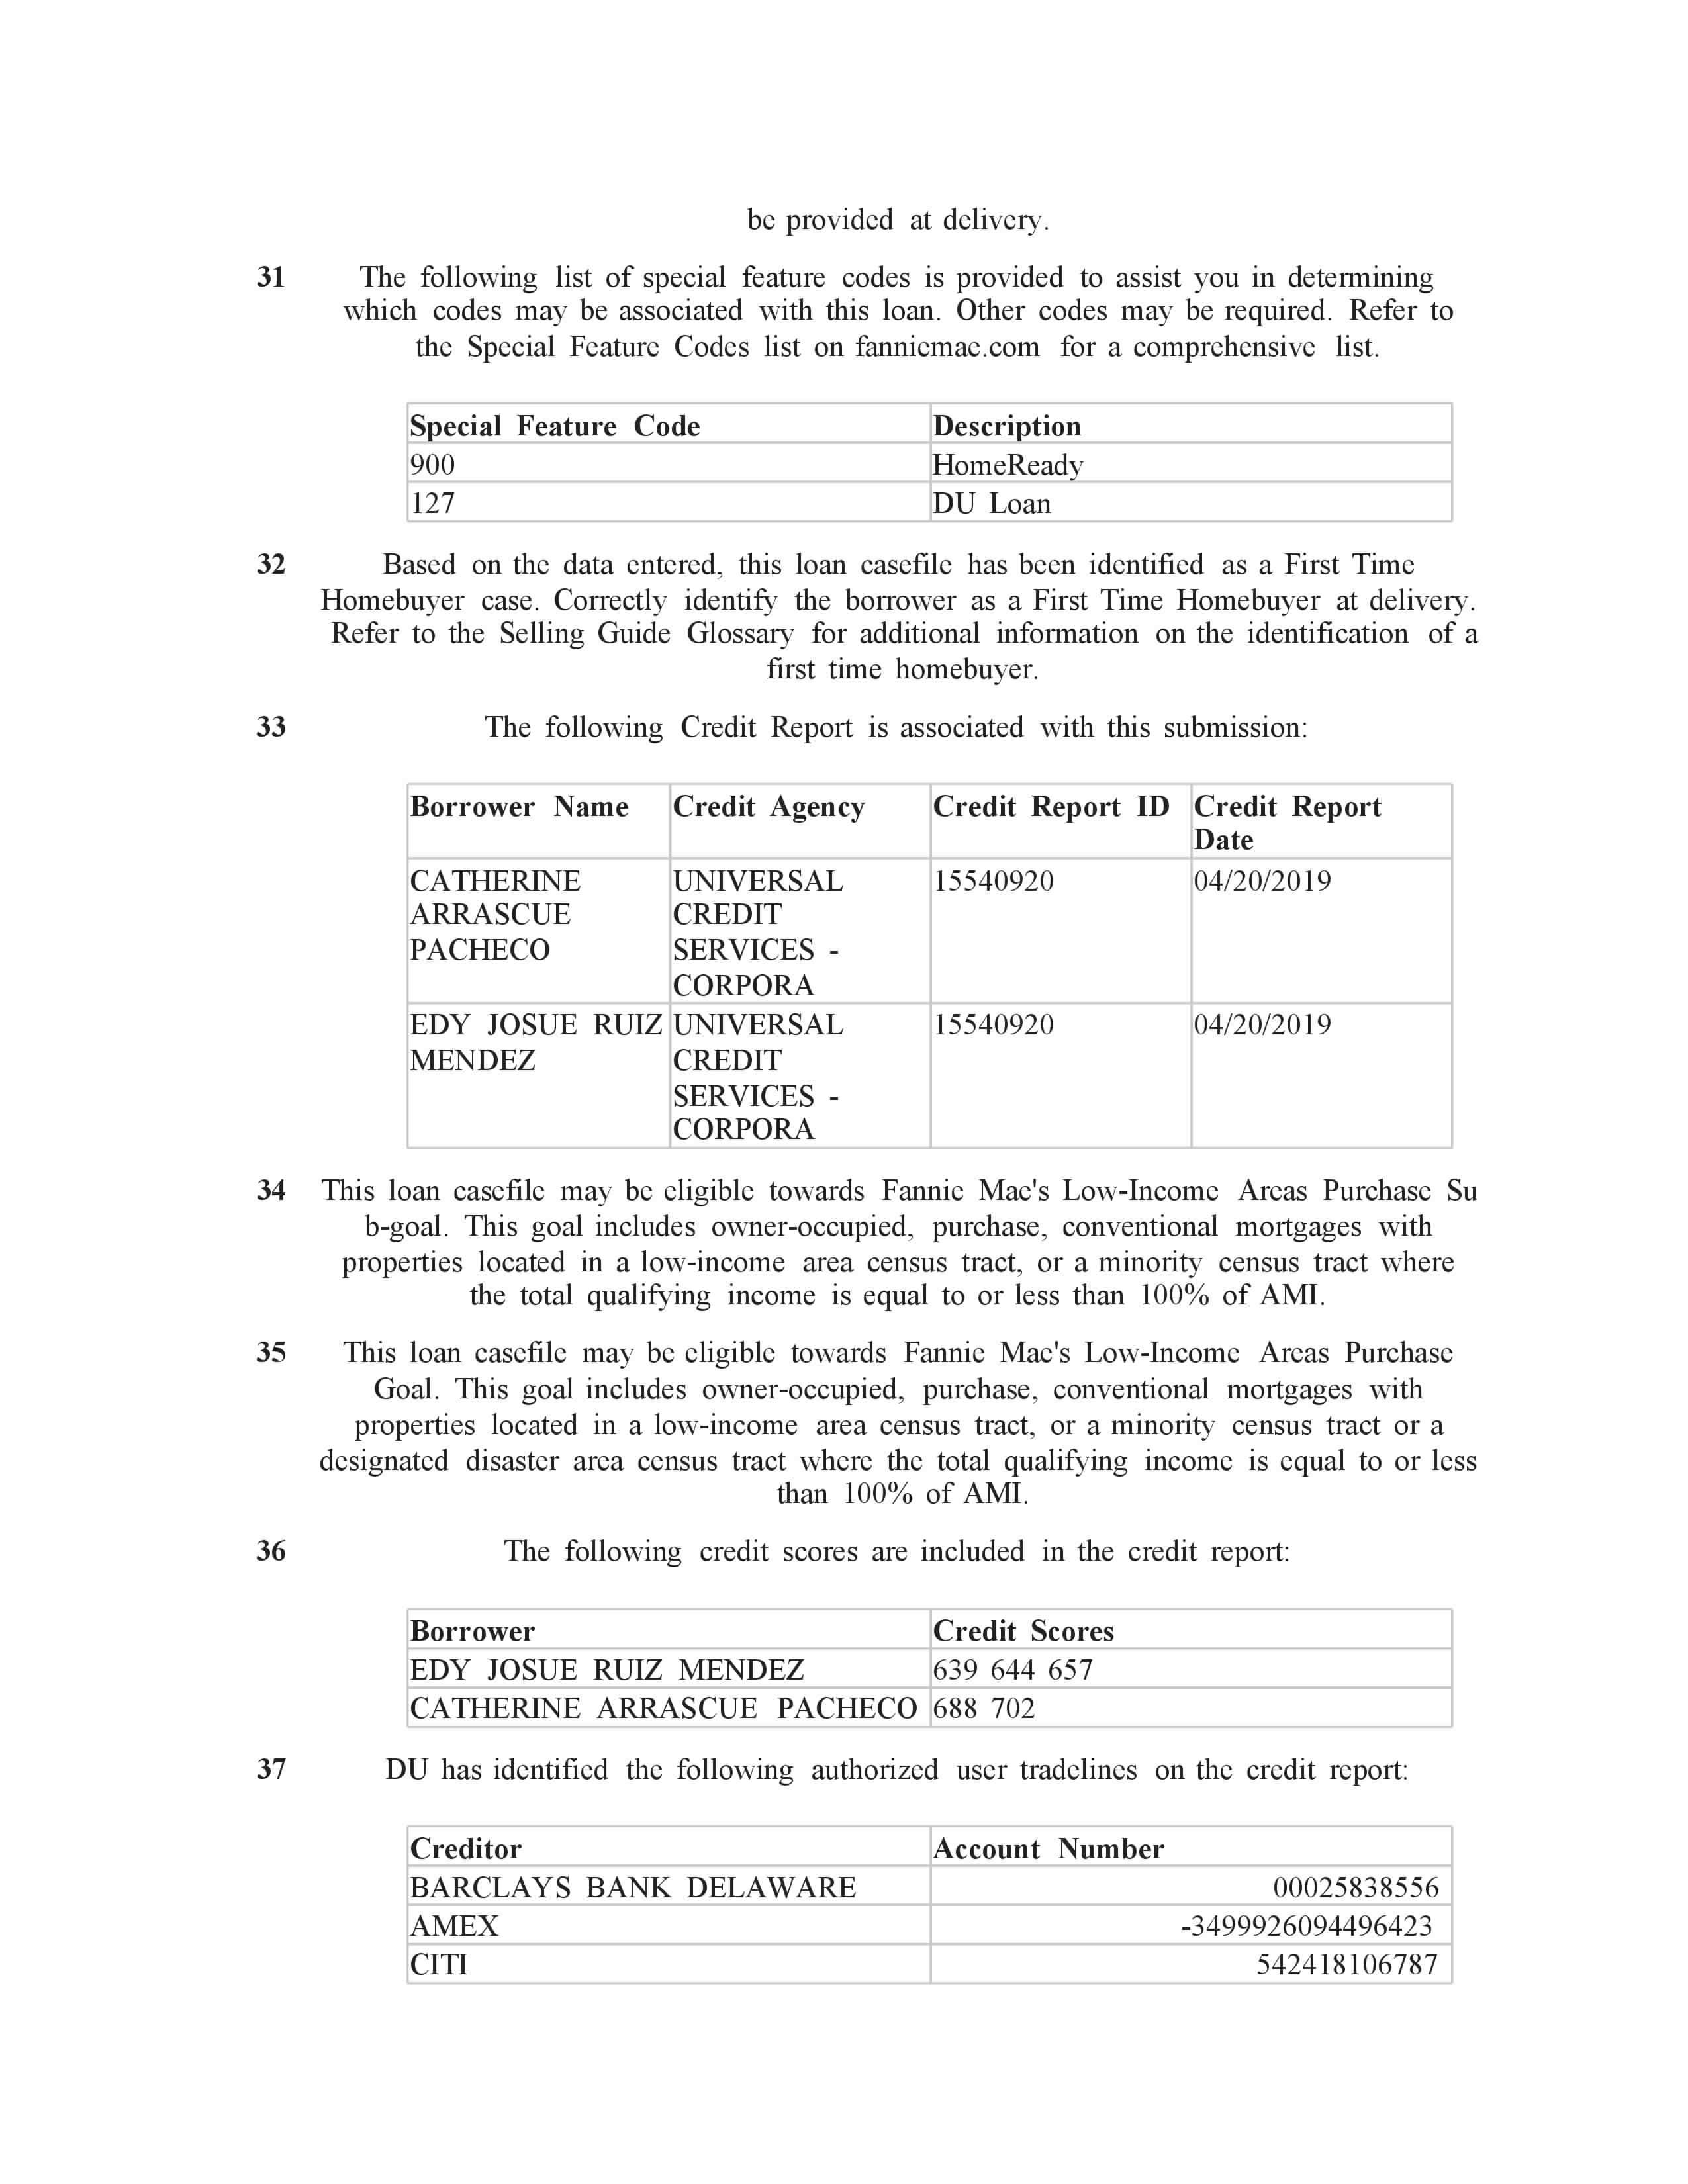 be provided at delivery.
31 The following list of special feature codes is provided to assist you in determining
which codes may be associated with this loan. Other codes may be required. Refer to
the Special Feature Codes list on fanniemae.com for a comprehensive list.
Special Feature Code Description
900 HomeReady
127 DU Loan
32 Based on the data entered, this loan casefile has been identified as a First Time
Homebuyer case. Correctly identify the borrower as a First Time Homebuyer at delivery.
Refer to the Selling Guide Glossary for additional information on the identification of a
first time homebuyer.
33 The following Credit Report is associated with this submission:
Borrower Name Credit Agency Credit Report ID Credit Report
Date
CATHERINE UNIVERSAL 15540920 04/20/2019
ARRASCUE CREDIT
PACHECO SERVICES -
CORPORA
EDY JOSUE RUIZ UNIVERSAL 15540920 04/20/2019
MENDEZ CREDIT
SERVICES -
CORPORA
34 This loan casefile may be eligible towards Fannie Mae's Low-Income Areas Purchase Su
b-goal. This goal includes owner-occupied, purchase, conventional mortgages with
properties located in a low-income area census tract, or a minority census tract where
the total qualifying income is equal to or less than 100% of AMI.
35 This loan casefile may be eligible towards Fannie Mae's Low-Income Areas Purchase
Goal. This goal includes owner-occupied, purchase, conventional mortgages with
properties located in a low-income area census tract, or a minority census tract or a
designated disaster area census tract where the total qualifying income is equal to or less
than 100% of AMI.
36 The following credit scores are included in the credit report:
Borrower Credit Scores
EDY JOSUE RUIZ MENDEZ 639 644 657
CATHERINE ARRASCUE PACHECO 688 702
37 DU has identified the following authorized user tradelines on the credit report:
Creditor Account Number
BARCLAYS BANK DELAWARE 00025838556
AMEX -3499926094496423
CITI 542418106787